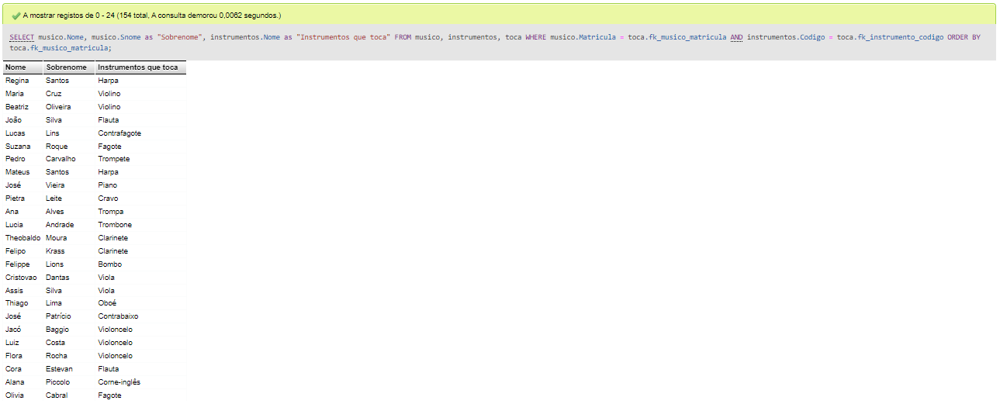 A mostrar registos de 0 - 24 (154 total, A consulta demorou 0,0062 segundos.)
SELECT musico.Nome, musico.Snome as "Sobrenome", instrumentos.Nome as "Instrumentos que toca" FROM musico, instrumentos, toca WHERE musico.Matricula = toca.fk_musico_matricula AND instrumentos.Codigo = toca.fk_instrumento_codigo ORDER BY
toca.fk_musico_matricula;
Nome Sobrenome Instrumentos que toca
Regina Santos Harpa
Maria Cruz Violino
Beatriz Oliveira Violino
João Silva Flauta
Lucas Lins Contrafagote
Suzana Roque Fagote
Pedro Carvalho Trompete
Mateus Santos Harpa
José Vieira Piano
Pietra Leite Cravo
Ana Alves Trompa
Lucia Andrade Trombone
Theobaldo Moura Clarinete
Felipo Krass Clarinete
Felippe Lions Bombo
Cristovao Dantas Viola
Assis Silva Viola
Thiago Lima Oboé
José Patrício Contrabaixo
Jacó Baggio Violoncelo
Luiz Costa Violoncelo
Flora Rocha Violoncelo
Cora Estevan Flauta
Alana Piccolo Corne-inglês
Olivia Cabral Fagote